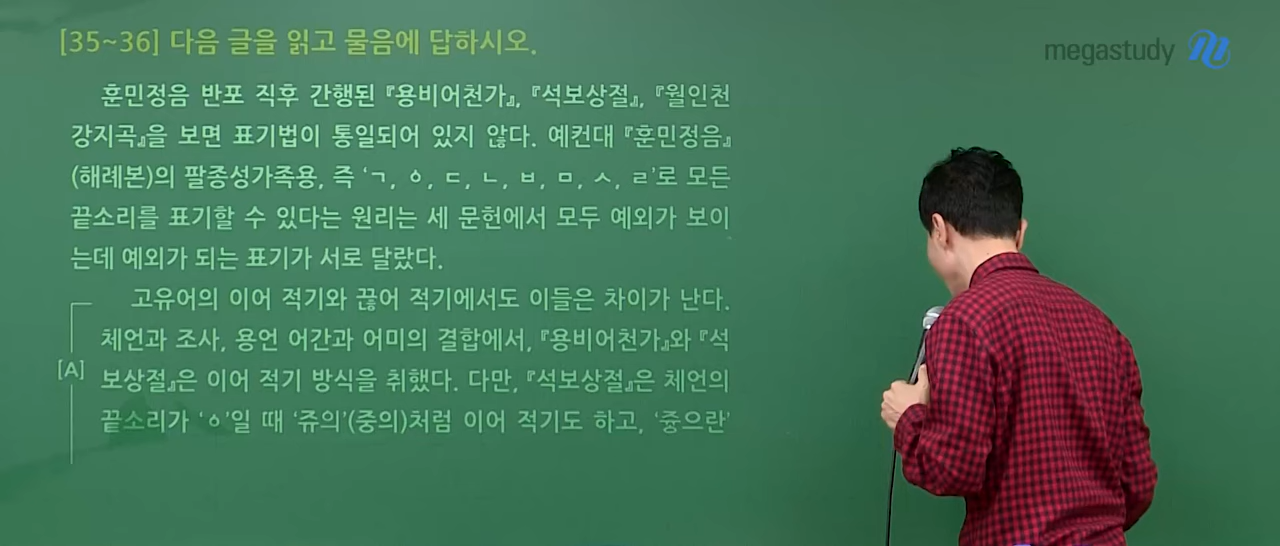 [35~36] 다음 글을 읽고 물음에 답하시오.
megastudy
훈민정음 반포 직후 간행된 『용비어천가』, 『석보상절』, 『월인천
강지곡』을 보면 표기법이 통일되어 있지 않다. 예컨대 『훈민정음』
(해례본)의 팔종성가족용, 즉 ‘ㄱ, ㆁ, ㄷ, ㄴ, ㅂ, ㅁ, ㅅ, ㄹ’로 모든
끝소리를 표기할 수 있다는 원리는 세 문헌에서 모두 예외가 보이
는데 예외가 되는 표기가 서로 달랐다.
고유어의 이어 적기와 끊어 적기에서도 이들은 차이가 난다.
체언과 조사, 용언 어간과 어미의 결합에서, 『용비어천가』와 『석
[A] 보상절』은 이어 적기 방식을 취했다. 다만, 『석보상절』은 체언의
끝소리가 ‘ㆁ’일 때 ‘쥬ᅌᅴ’(중의)처럼 이어 적기도 하고, ‘즁으란’